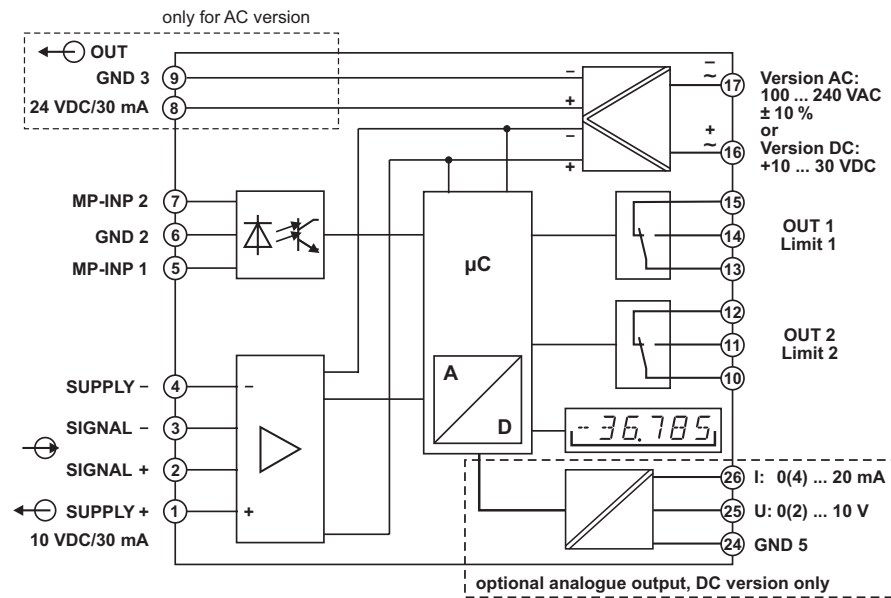 only for AC version
OUT
GND 3
9
24 VDC/30 mA
8
−
+
−
+
−
~
17
+
~
16
Version AC:
100 ... 240 VAC
± 10 %
or
Version DC:
+10 ... 30 VDC
MP-INP 2
7
GND 2
6
MP-INP 1
5
µC
15
14
13
OUT 1
Limit 1
12
11
10
OUT 2
Limit 2
SUPPLY −
4
−
SIGNAL −
3
SIGNAL +
2
SUPPLY +
1
+
10 VDC/30 mA
A
D
-36.785
26
I: 0(4) ... 20 mA
25
U: 0(2) ... 10 V
24
GND 5
optional analogue output, DC version only